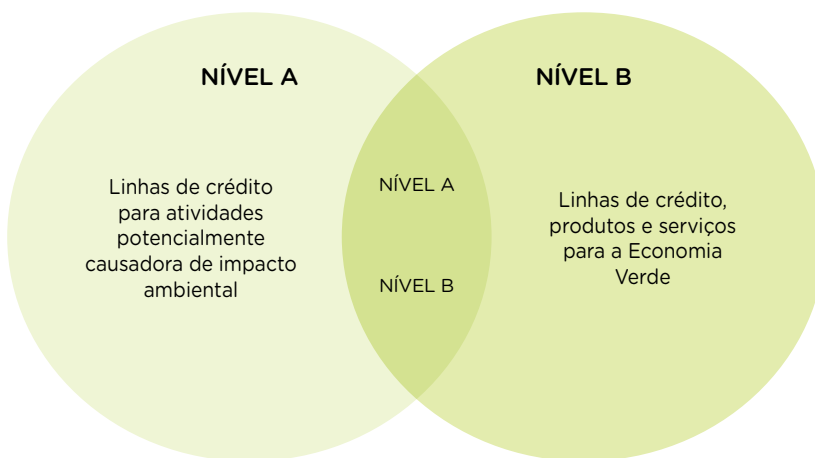 NÍVEL A
Linhas de crédito
para atividades
potencialmente
causadora de impacto
ambiental
NÍVEL A
NÍVEL B
NÍVEL B
Linhas de crédito,
produtos e serviços
para a Economia
Verde